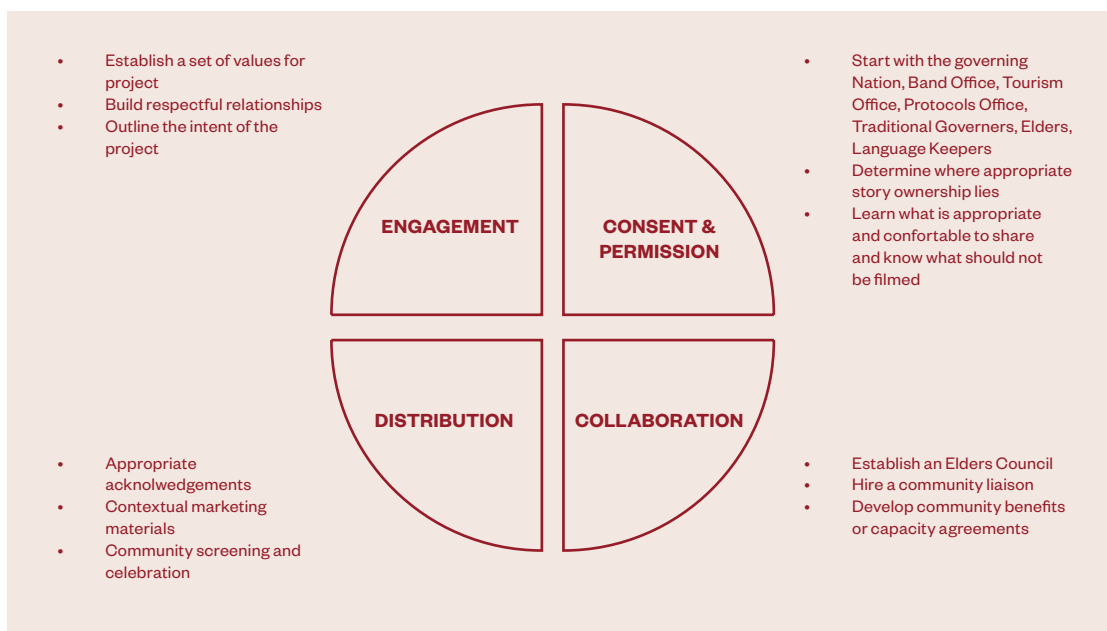 • Establish a set of values for
project
• Build respectful relationships
• Outline the intent of the
project
• Start with the governing
Nation, Band Office, Tourism
Office, Protocols Office,
Traditional Governers, Elders,
Language Keepers
• Determine where appropriate
story ownership lies
• Learn what is appropriate
and confortable to share
and know what should not
be filmed
ENGAGEMENT
CONSENT &
PERMISSION
DISTRIBUTION
COLLABORATION
• Appropriate
acknolwedgements
• Contextual marketing
materials
• Community screening and
celebration
• Establish an Elders Council
• Hire a community liaison
• Develop community benefits
or capacity agreements